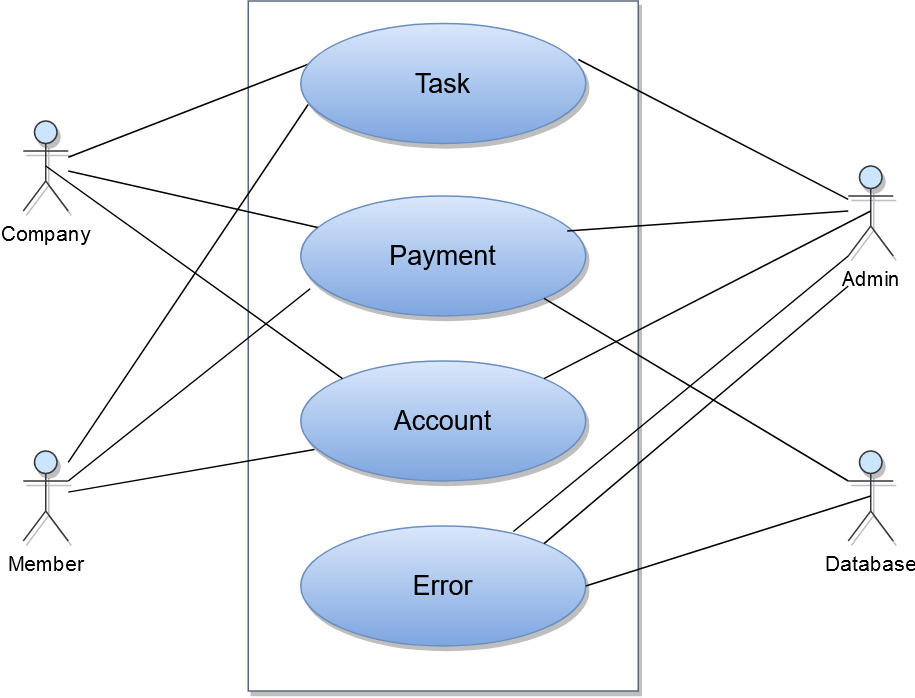 Task
Company
Payment
Admin
Account
Member
Database
Error